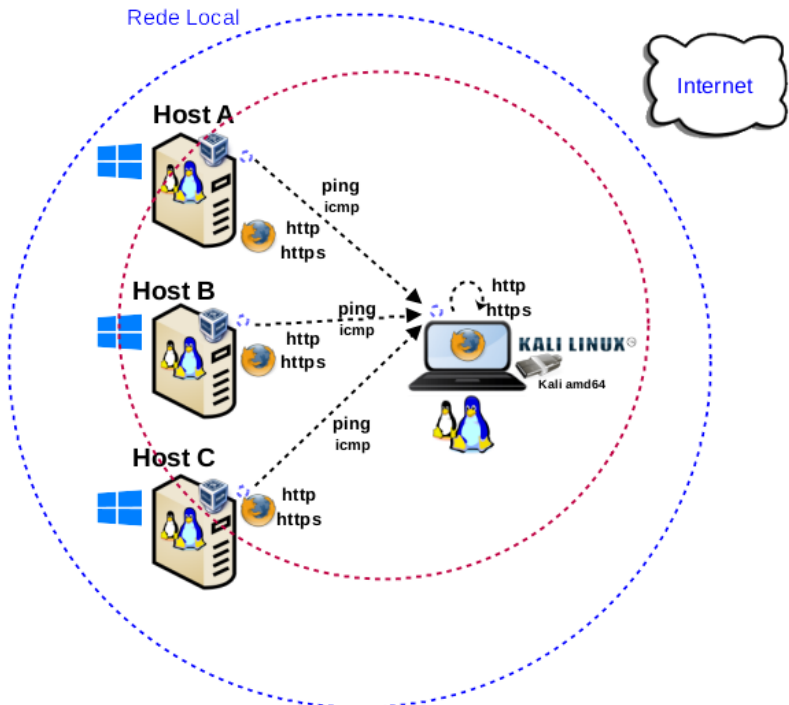 Rede Local
Internet
Host A
ping
icmp
http
https
Host B
ping
icmp
http
https
http
https
KALI LINUX
Kali amd64
Host C
ping
icmp
http
https